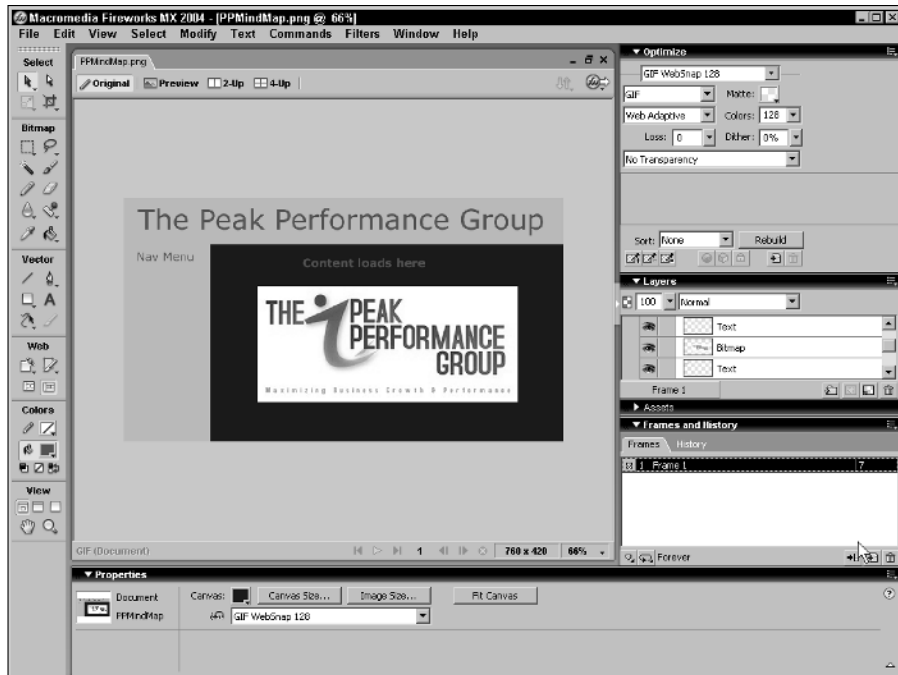 Macromedia Fireworks MX 2004 - [PPMindMap.png @ 66%]
File Edit View Select Modify Text Commands Filters Window Help
Select
Bitmap
Vector
Web
Colors
View
PPMindMap.png
Original Preview 2-Up 4-Up
The Peak Performance Group
Nav Menu
Content loads here
THE PEAK
PERFORMANCE
GROUP
Maximizing Business Growth & Performance
GIF (Document) 1 760 x 420 66%
Optimize
GIF WebSnap 128
GIF Matte:
Web Adaptive Colors: 128
Loss: 0 Dither: 0%
No Transparency
Sort: None Rebuild
Layers
100 Normal
Text
Bitmap
Text
Frame 1
Assets
Frames and History
Frames History
1 Frame 1 7
Forever
Properties
Document Canvas: Canvas Size... Image Size... Fit Canvas
PPMindMap GIF WebSnap 128